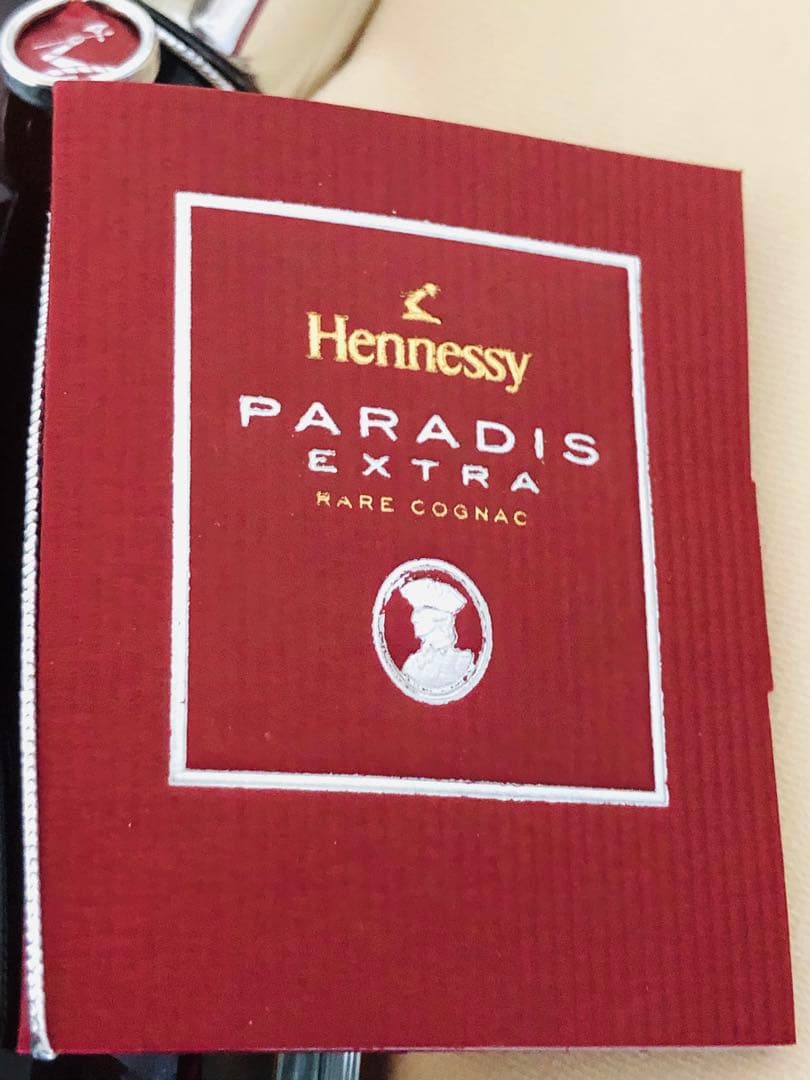 Hennessy
PARADIS
EXTRA
RARE COGNAC